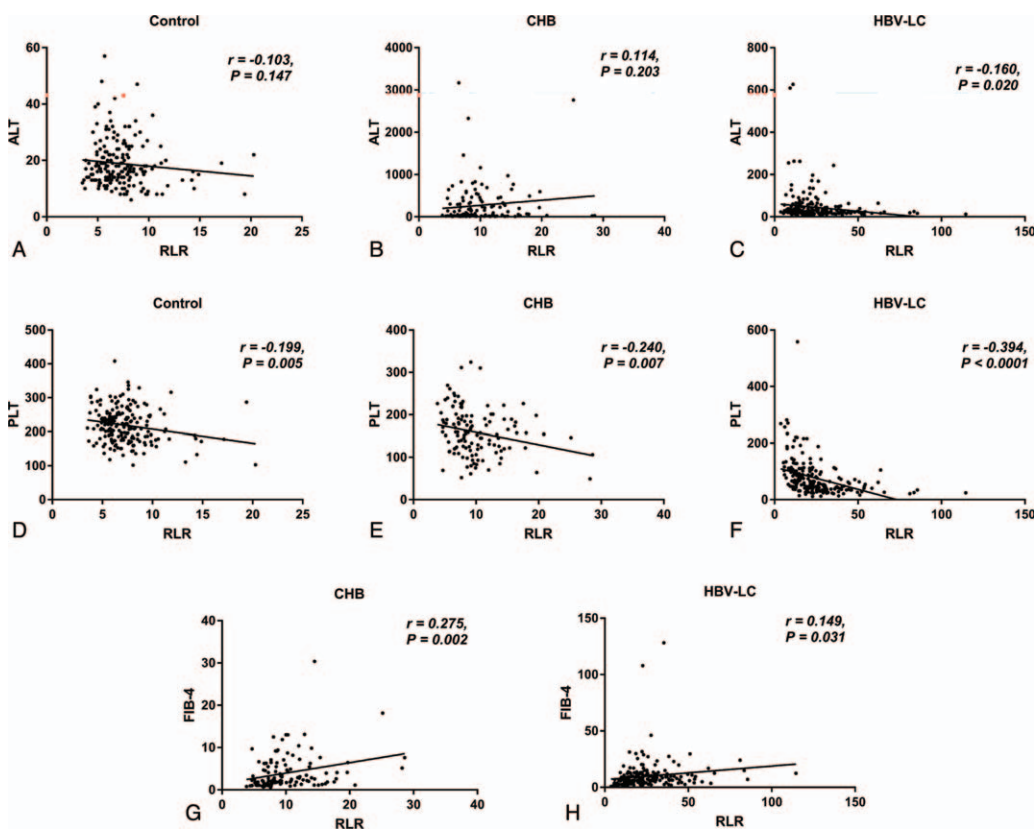 Control
r = -0.103,
P = 0.147
ALT
60
40
20
0
0 5 10 15 20 25
A
RLR
CHB
r = 0.114,
P = 0.203
ALT
4000
3000
2000
1000
500
0
0 10 20 30 40
B
RLR
HBV-LC
r = -0.160,
P = 0.020
ALT
800
600
400
200
0
0 50 100 150
C
RLR
Control
r = -0.199,
P = 0.005
PLT
500
400
300
200
100
0
0 5 10 15 20 25
D
RLR
CHB
r = -0.240,
P = 0.007
PLT
400
300
200
100
0
0 10 20 30 40
E
RLR
HBV-LC
r = -0.394,
P < 0.0001
PLT
800
600
400
200
0
0 50 100 150
F
RLR
CHB
r = 0.275,
P = 0.002
FIB-4
40
30
20
10
0
0 10 20 30 40
G
RLR
HBV-LC
r = 0.149,
P = 0.031
FIB-4
150
100
50
0
0 50 100 150
H
RLR